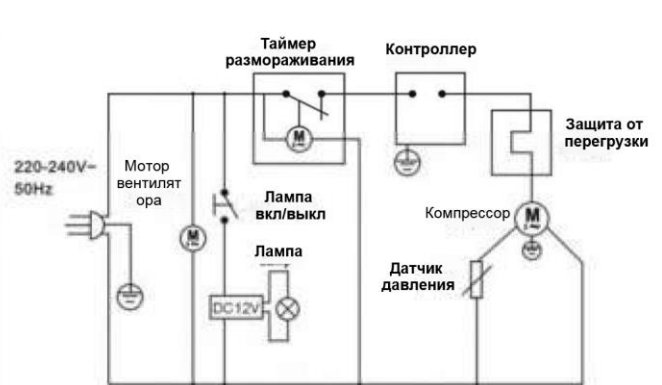 Таймер
размораживания
Контроллер
Защита от
перегрузки
220-240V~
50Hz
Мотор
вентилят
ора
M
Лампа
вкл/выкл
Компрессор
M
M
Лампа
Датчик
давления
DC12V